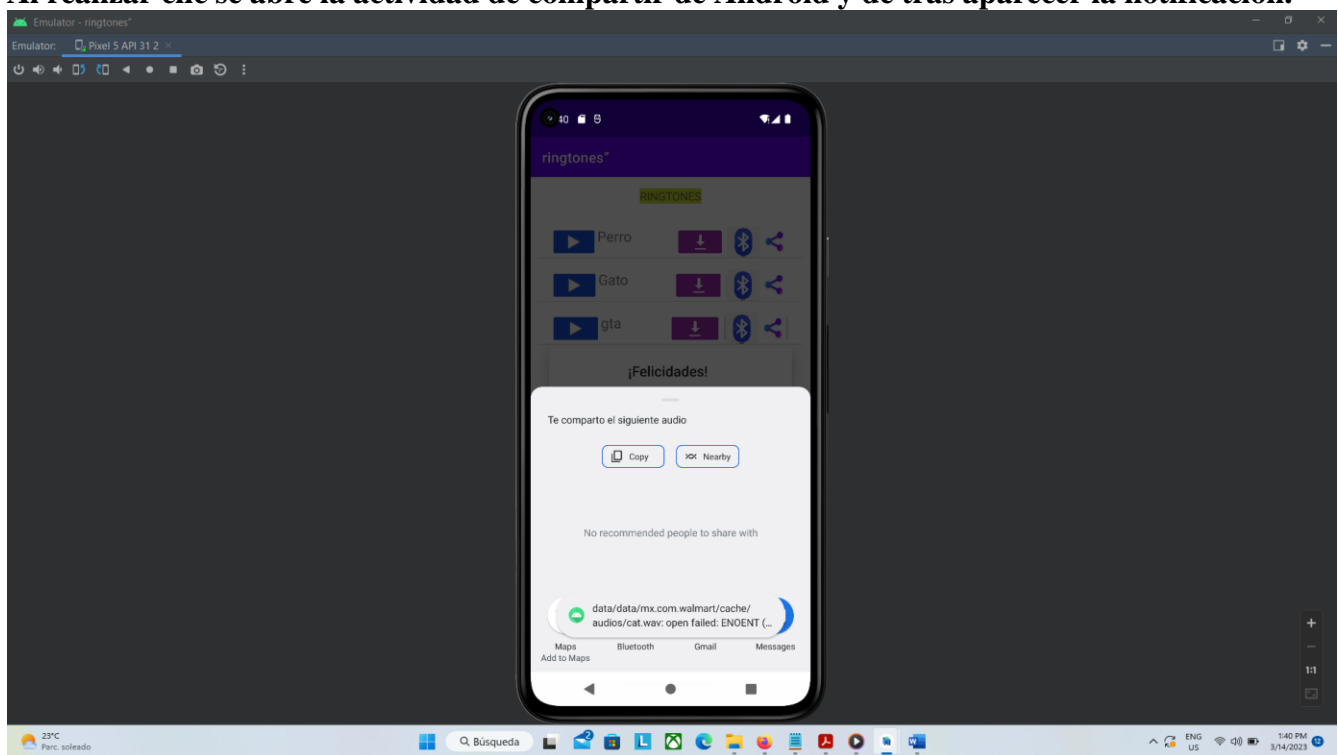 Al realizar clic se abre la actividad de compartir de Android y de tras aparecer la notificación.
Emulator - ringtones"
Emulator: Pixel 5 API 31 2
40
ringtones"
RINGTONES
Perro
Gato
gta
¡Felicidades!
Te comparto el siguiente audio
Copy Nearby
No recommended people to share with
data/data/mx.com.walmart/cache/
audios/cat.wav: open failed: ENOENT (…
Maps Bluetooth Gmail Messages
Add to Maps
1:1
23°C
Parc. soleado
Búsqueda
ENG
US
1:40 PM
3/14/2023